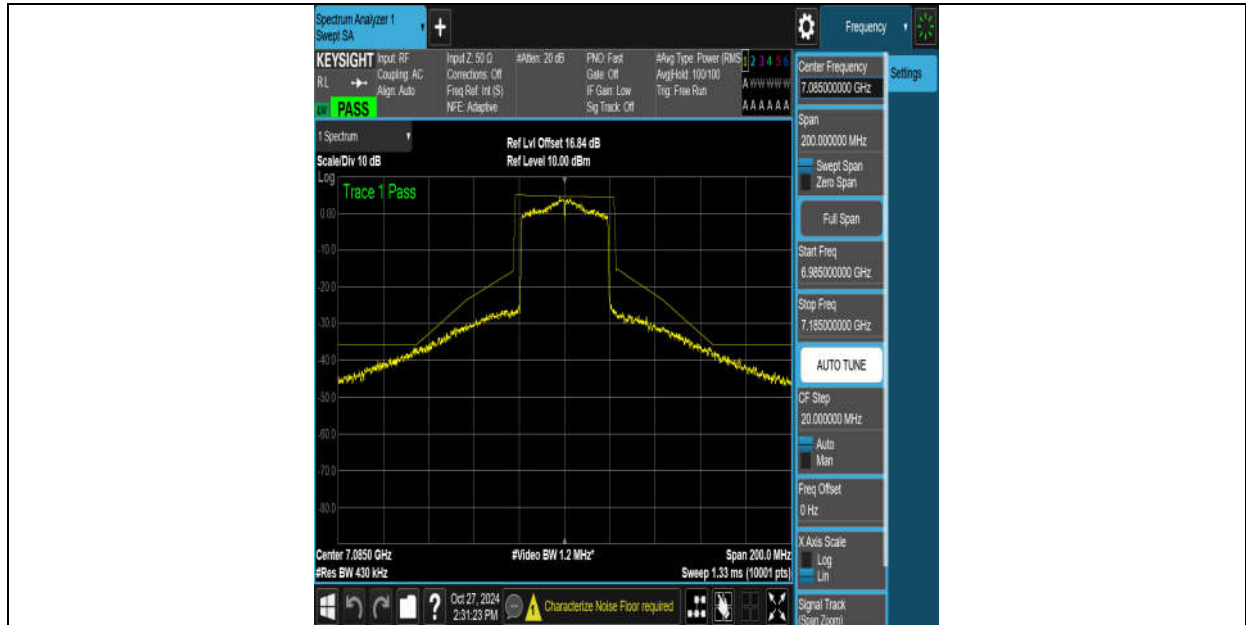 Spectrum Analyzer 1
Swept SA
+
Frequency
KEYSIGHT
RL
PASS
Input: RF
Coupling: AC
Align: Auto
Input Z: 50 Ω
Corrections: Off
Freq Ref: Int (S)
NFE: Adaptive
#Atten: 20 dB
PNO: Fast
Gate: Off
IF Gain: Low
Sig Track: Off
#Avg Type: Power (RMS
Avg|Hold: 100/100
Trig: Free Run
1 2 3 4 5 6
A W W W W W
A A A A A A
1 Spectrum
Scale/Div 10 dB
Ref Lvl Offset 16.84 dB
Ref Level 10.00 dBm
Log
Trace 1 Pass
0.00
-10.0
-20.0
-30.0
-40.0
-50.0
-60.0
-70.0
-80.0
Center 7.0850 GHz
#Res BW 430 kHz
#Video BW 1.2 MHz*
Span 200.0 MHz
Sweep 1.33 ms (10001 pts)
?
Oct 27, 2024
2:31:23 PM
Characterize Noise Floor required
Center Frequency
7.085000000 GHz
Settings
Span
200.000000 MHz
Swept Span
Zero Span
Full Span
Start Freq
6.985000000 GHz
Stop Freq
7.185000000 GHz
AUTO TUNE
CF Step
20.000000 MHz
Auto
Man
Freq Offset
0 Hz
X Axis Scale
Log
Lin
Signal Track
(Span Zoom)